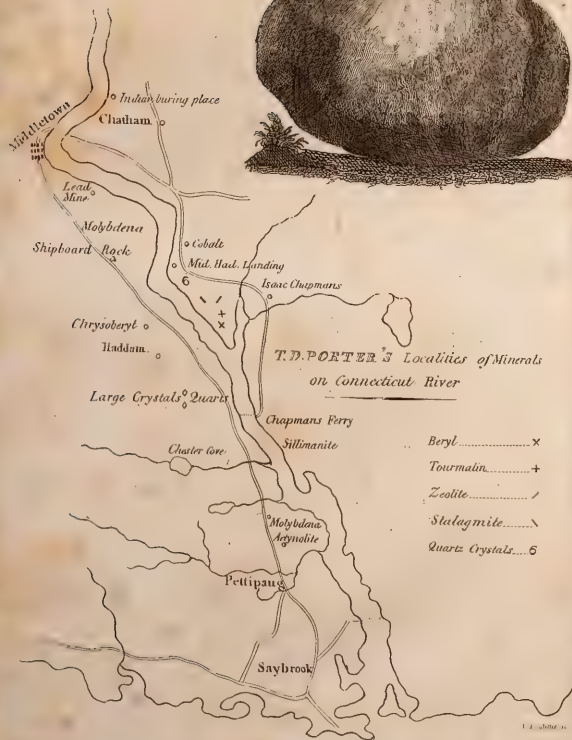 Indian buring place
Chatham
Middletown
Lead
Mine
Molybdena
Shipboard Rock
Cobalt
Mid. Had. Landing
6
Isaac Chapmans
Chrysoberyl
Haddam
T.D. PORTER'S Localities of Minerals
on Connecticut River
Large Crystals Quarts
Chapmans Ferry
Sillimanite
Chester Cove
Beryl x
Tourmalin +
Zeolite /
Stalagmite \
Quartz Crystals 6
Molybdena
Actynolite
Pettipaug
Saybrook